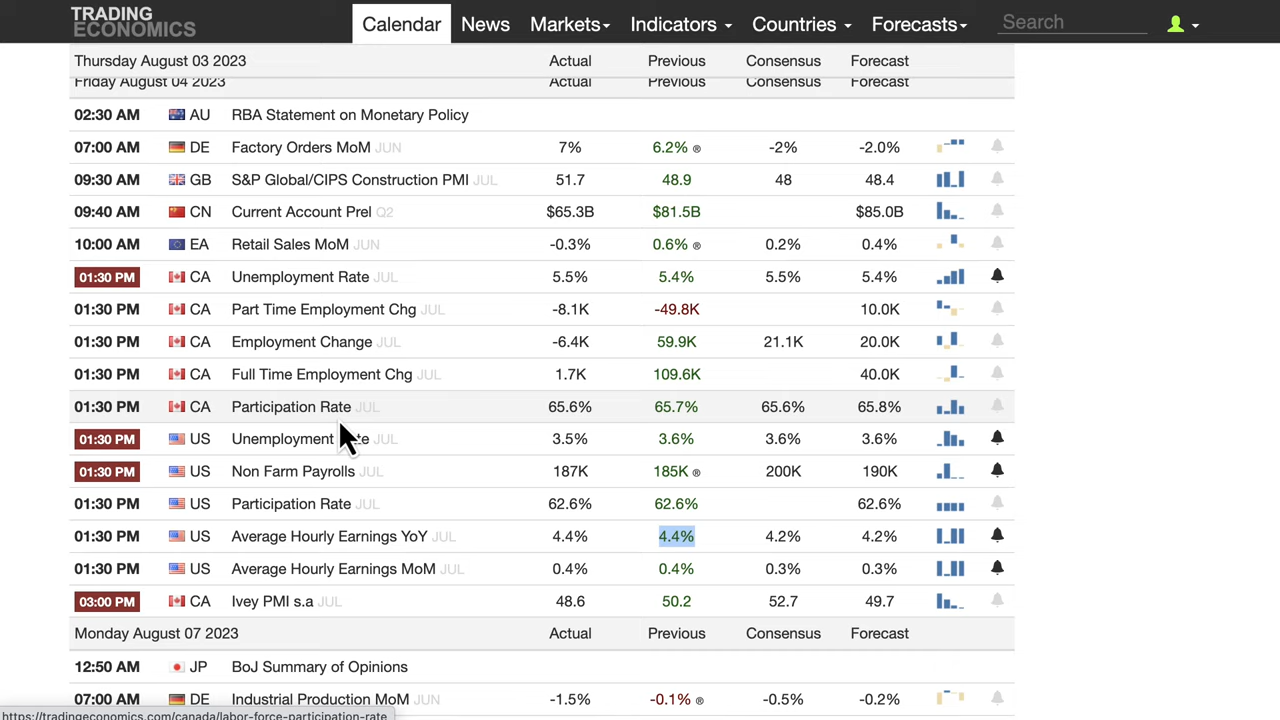 TRADING ECONOMICS Calendar News Markets Indicators Countries Forecasts Search
Thursday August 03 2023 Actual Previous Consensus Forecast
Friday August 04 2023 Actual Previous Consensus Forecast
02:30 AM AU RBA Statement on Monetary Policy
07:00 AM DE Factory Orders MoM JUN 7% 6.2% ® -2% -2.0%
09:30 AM GB S&P Global/CIPS Construction PMI JUL 51.7 48.9 48 48.4
09:40 AM CN Current Account Prel Q2 $65.3B $81.5B $85.0B
10:00 AM EA Retail Sales MoM JUN -0.3% 0.6% ® 0.2% 0.4%
01:30 PM CA Unemployment Rate JUL 5.5% 5.4% 5.5% 5.4%
01:30 PM CA Part Time Employment Chg JUL -8.1K -49.8K 10.0K
01:30 PM CA Employment Change JUL -6.4K 59.9K 21.1K 20.0K
01:30 PM CA Full Time Employment Chg JUL 1.7K 109.6K 40.0K
01:30 PM CA Participation Rate JUL 65.6% 65.7% 65.6% 65.8%
01:30 PM US Unemployment Rate JUL 3.5% 3.6% 3.6% 3.6%
01:30 PM US Non Farm Payrolls JUL 187K 185K ® 200K 190K
01:30 PM US Participation Rate JUL 62.6% 62.6% 62.6%
01:30 PM US Average Hourly Earnings YoY JUL 4.4% 4.4% 4.2% 4.2%
01:30 PM US Average Hourly Earnings MoM JUL 0.4% 0.4% 0.3% 0.3%
03:00 PM CA Ivey PMI s.a JUL 48.6 50.2 52.7 49.7
Monday August 07 2023 Actual Previous Consensus Forecast
12:50 AM JP BoJ Summary of Opinions
07:00 AM DE Industrial Production MoM JUN -1.5% -0.1% ® -0.5% -0.2%
https://tradingeconomics.com/canada/labor-force-participation-rate